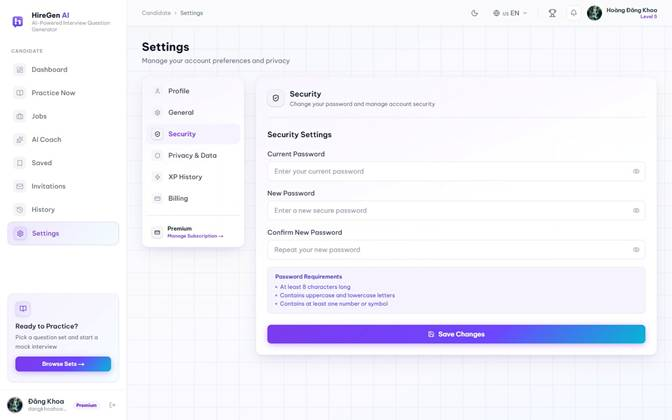 HireGen AI
AI-Powered Interview Question
Generator
CANDIDATE
Dashboard
Practice Now
Jobs
AI Coach
Saved
Invitations
History
Settings
Ready to Practice?
Pick a question set and start a
mock interview
Browse Sets →
Đăng Khoa
dangkhoahoa...
Premium
Candidate > Settings
US EN
Hoàng Đăng Khoa
Level 5
Settings
Manage your account preferences and privacy
Profile
General
Security
Privacy & Data
XP History
Billing
Premium
Manage Subscription →
Security
Change your password and manage account security
Security Settings
Current Password
Enter your current password
New Password
Enter a new secure password
Confirm New Password
Repeat your new password
Password Requirements
• At least 8 characters long
• Contains uppercase and lowercase letters
• Contains at least one number or symbol
Save Changes